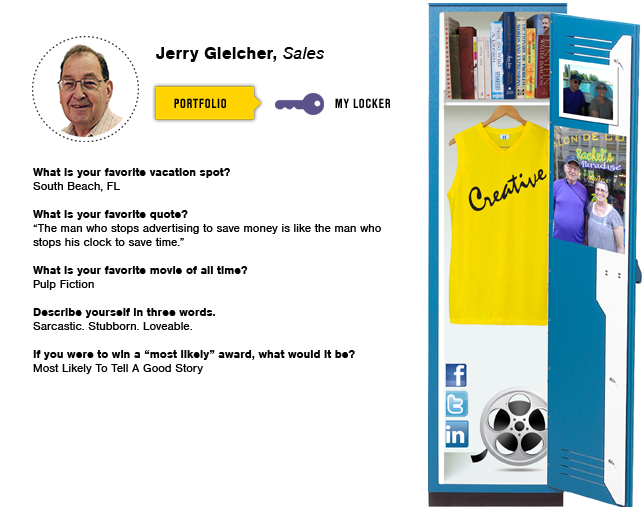 Jerry Gleicher, Sales
PORTFOLIO
MY LOCKER
What is your favorite vacation spot?
South Beach, FL
What is your favorite quote?
“The man who stops advertising to save money is like the man who
stops his clock to save time.”
What is your favorite movie of all time?
Pulp Fiction
Describe yourself in three words.
Sarcastic. Stubborn. Loveable.
If you were to win a “most likely” award, what would it be?
Most Likely To Tell A Good Story
Creative
Rachel's
Paradise
f
t
in